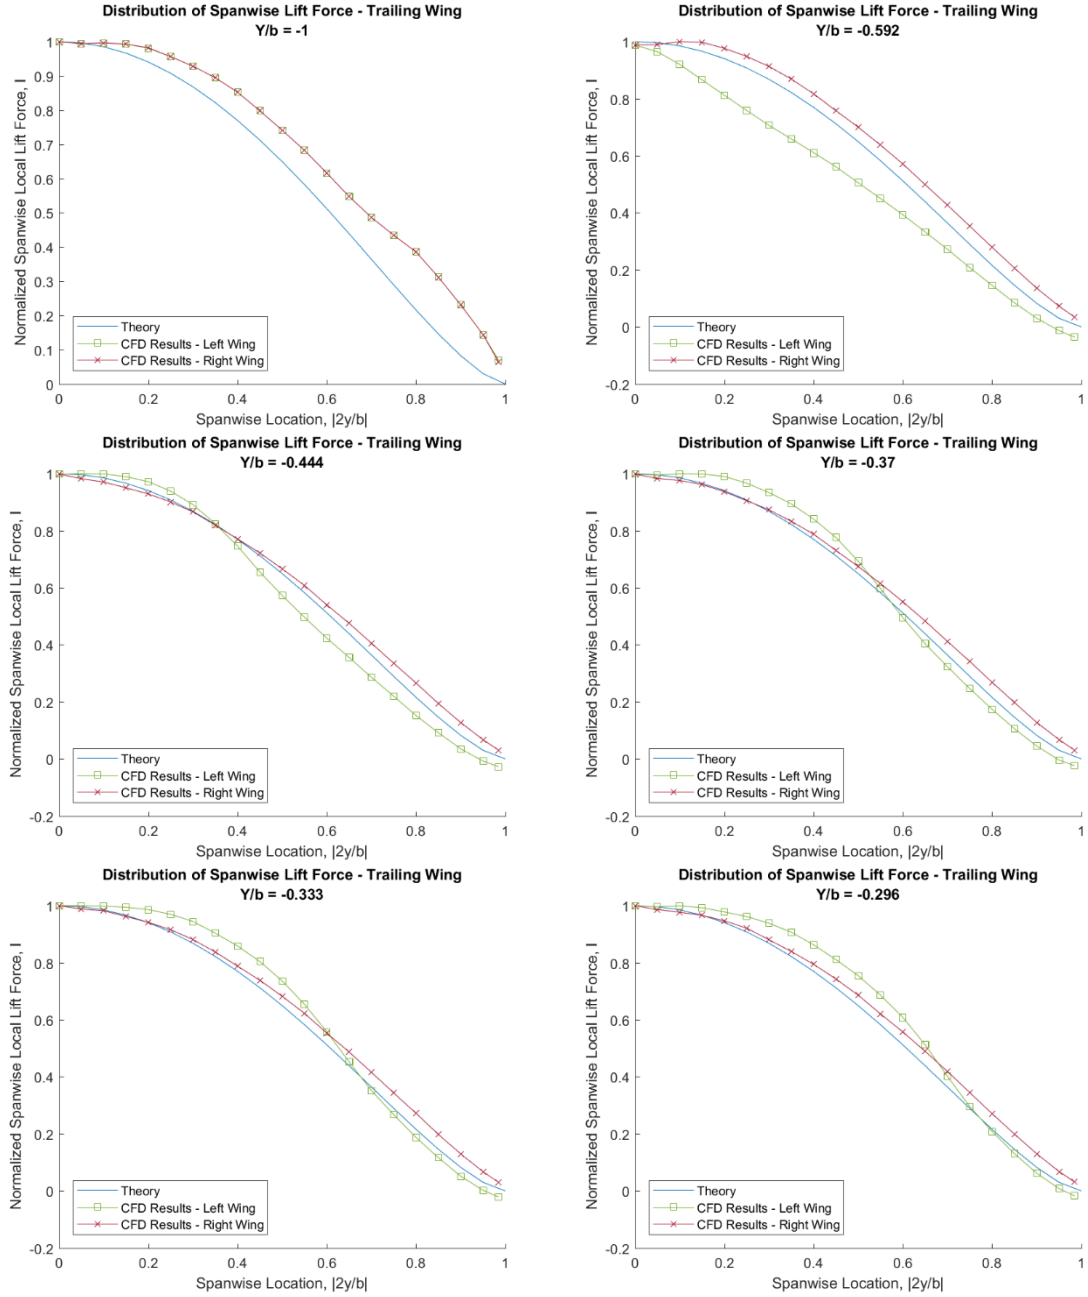 Distribution of Spanwise Lift Force - Trailing Wing
Y/b = -1
Normalized Spanwise Local Lift Force, l
1
0.9
0.8
0.7
0.6
0.5
0.4
0.3
0.2
0.1
0
Theory
CFD Results - Left Wing
CFD Results - Right Wing
0 0.2 0.4 0.6 0.8 1
Spanwise Location, |2y/b|
Distribution of Spanwise Lift Force - Trailing Wing
Y/b = -0.592
Normalized Spanwise Local Lift Force, l
1
0.8
0.6
0.4
0.2
0
-0.2
Theory
CFD Results - Left Wing
CFD Results - Right Wing
0 0.2 0.4 0.6 0.8 1
Spanwise Location, |2y/b|
Distribution of Spanwise Lift Force - Trailing Wing
Y/b = -0.444
Normalized Spanwise Local Lift Force, l
1
0.8
0.6
0.4
0.2
0
-0.2
Theory
CFD Results - Left Wing
CFD Results - Right Wing
0 0.2 0.4 0.6 0.8 1
Spanwise Location, |2y/b|
Distribution of Spanwise Lift Force - Trailing Wing
Y/b = -0.37
Normalized Spanwise Local Lift Force, l
1
0.8
0.6
0.4
0.2
0
-0.2
Theory
CFD Results - Left Wing
CFD Results - Right Wing
0 0.2 0.4 0.6 0.8 1
Spanwise Location, |2y/b|
Distribution of Spanwise Lift Force - Trailing Wing
Y/b = -0.333
Normalized Spanwise Local Lift Force, l
1
0.8
0.6
0.4
0.2
0
-0.2
Theory
CFD Results - Left Wing
CFD Results - Right Wing
0 0.2 0.4 0.6 0.8 1
Spanwise Location, |2y/b|
Distribution of Spanwise Lift Force - Trailing Wing
Y/b = -0.296
Normalized Spanwise Local Lift Force, l
1
0.8
0.6
0.4
0.2
0
-0.2
Theory
CFD Results - Left Wing
CFD Results - Right Wing
0 0.2 0.4 0.6 0.8 1
Spanwise Location, |2y/b|